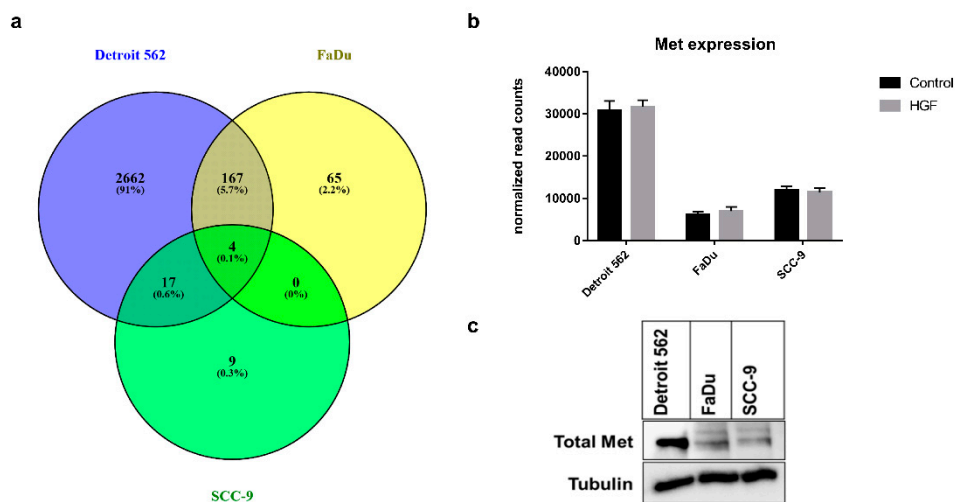 a
Detroit 562
FaDu
2662
(91%)
167
(5.7%)
65
(2.2%)
4
(0.1%)
17
(0.6%)
0
(0%)
9
(0.3%)
SCC-9
b
Met expression
normalized read counts
40000
30000
20000
10000
0
Detroit 562
FaDu
SCC-9
Control
HGF
c
Detroit 562
FaDu
SCC-9
Total Met
Tubulin